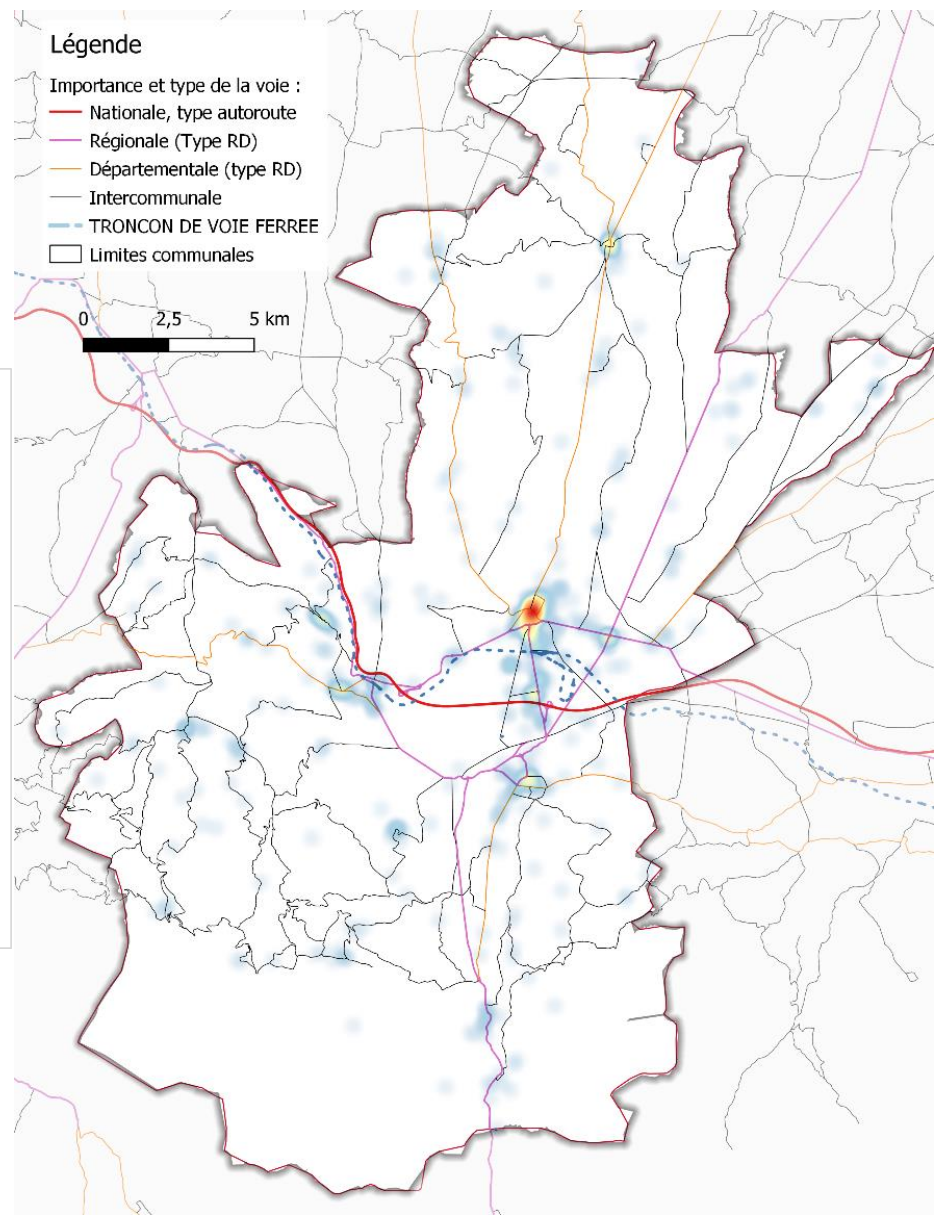 Légende
Importance et type de la voie :
Nationale, type autoroute
Régionale (Type RD)
Départementale (type RD)
Intercommunale
TRONCON DE VOIE FERREE
Limites communales
0 2,5 5 km